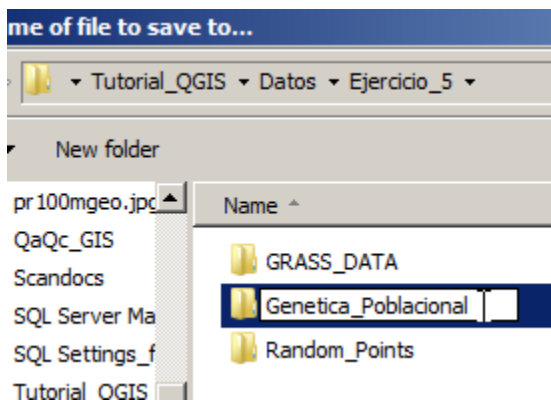 me of file to save to...
Tutorial_QGIS Datos Ejercicio_5
New folder
pr100mgeo.jpg
QaQc_GIS
Scandocs
SQL Server Ma
SQL Settings_f
Tutorial_QGIS
Name
GRASS_DATA
Genetica_Poblacional
Random_Points